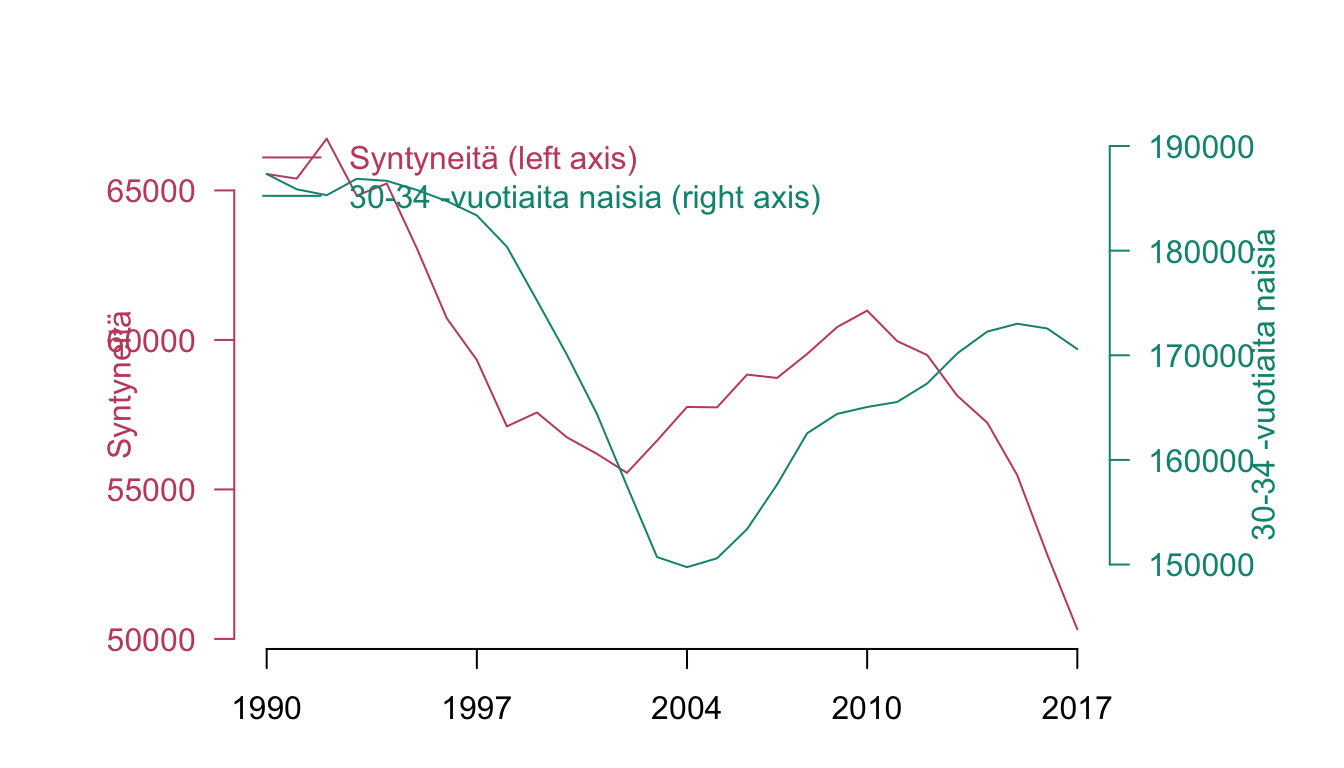 Syntyneitä (left axis)
30-34 -vuotiaita naisia (right axis)
Syntyneitä
65000
60000
55000
50000
190000
180000
170000
160000
150000
30-34 -vuotiaita naisia
1990 1997 2004 2010 2017